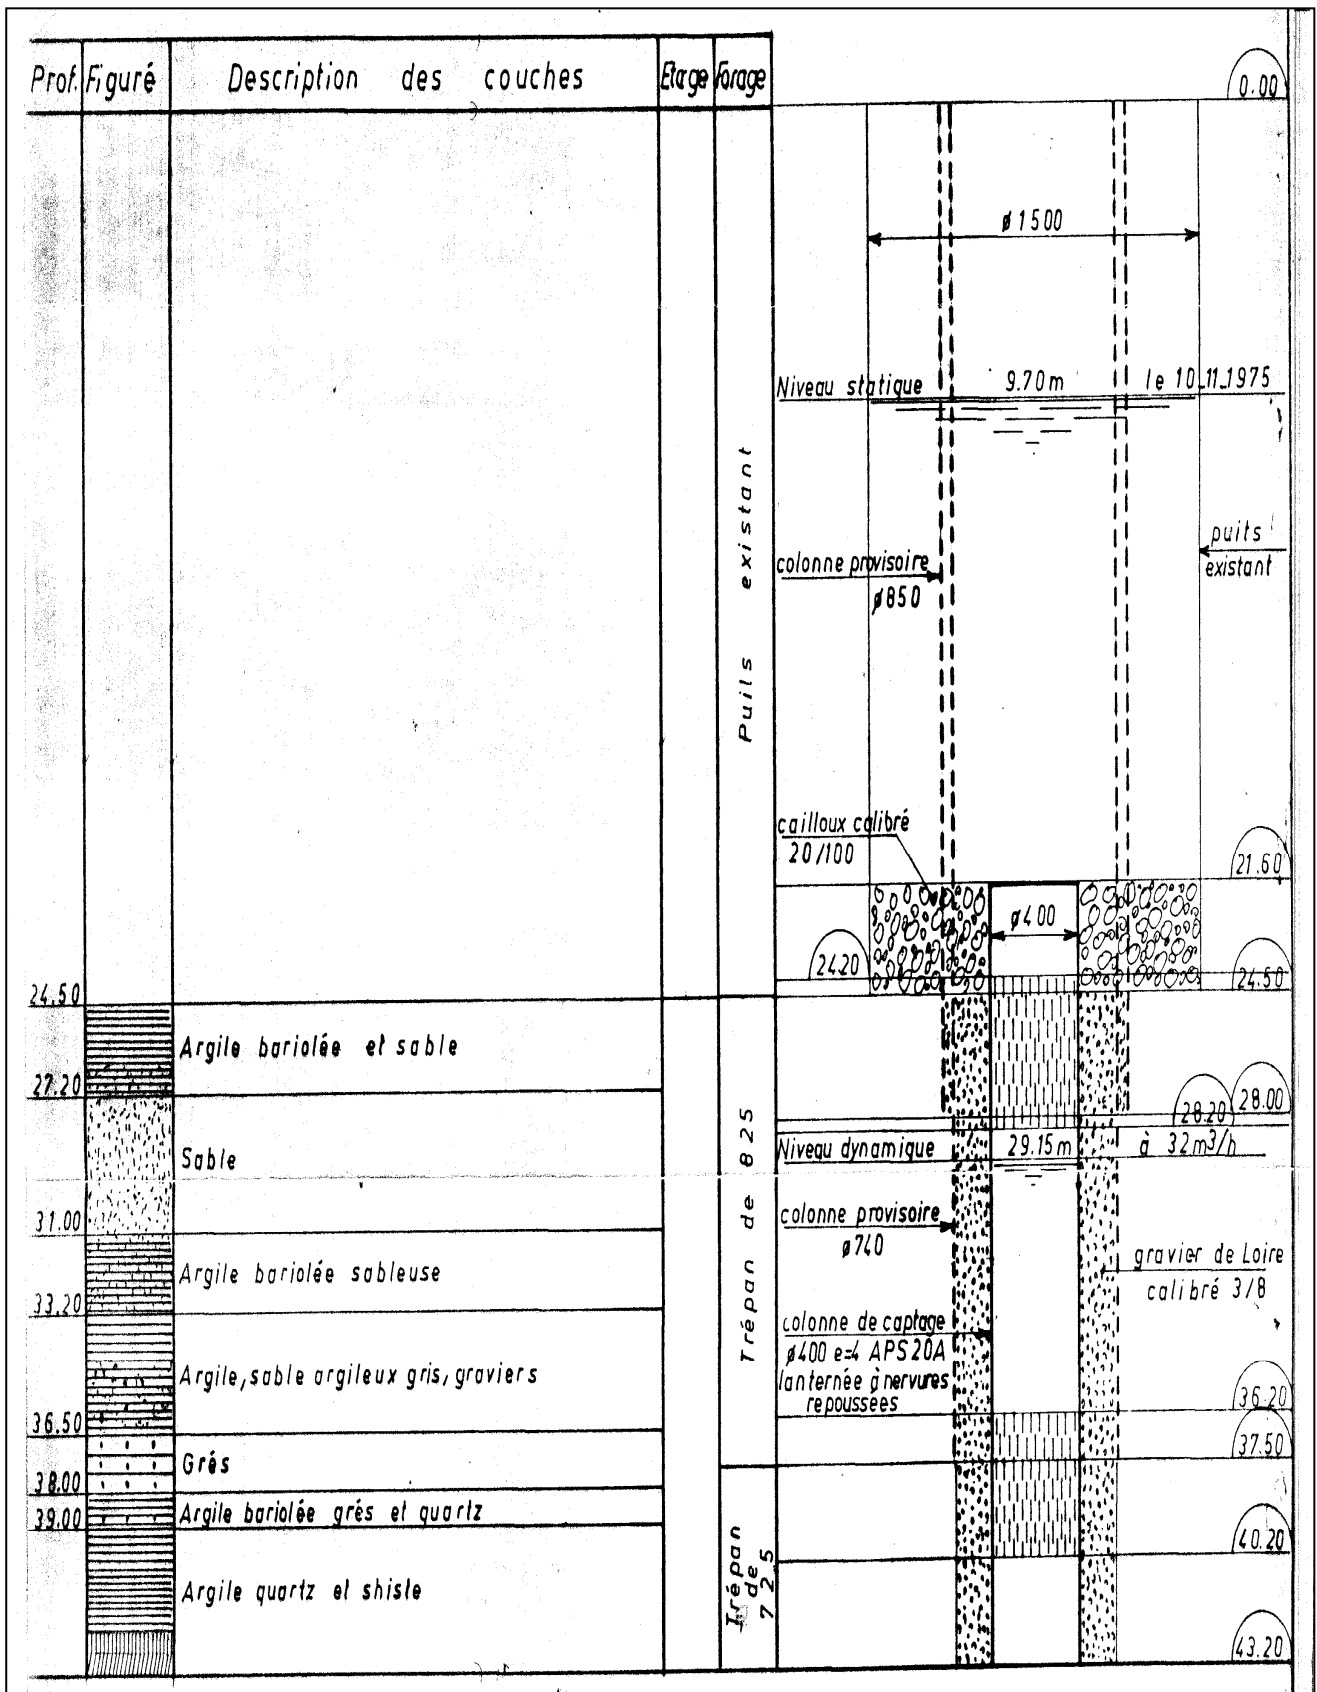 Prof. Figuré Description des couches Etage Forage
0.00
ø 1500
Niveau statique 9.70m le 10_11_1975
Puits existant
puits
existant
colonne provisoire
ø850
cailloux calibré
20/100
21.60
ø400
24.20
24.50
24.50
Argile bariolée et sable
27.20
28.20
28.00
Niveau dynamique 29.15m à 32m3/h
Sable
31.00
Trépan de 825
colonne provisoire
ø740
gravier de Loire
calibré 3/8
Argile bariolée sableuse
33.20
colonne de captage
ø400 e=4 APS20A
lanternée à nervures
repoussées
Argile, sable argileux gris, graviers
36.20
36.50
37.50
Grés
38.00
Argile bariolée grés et quartz
39.00
40.20
Trépan
de
725
Argile quartz et shiste
43.20